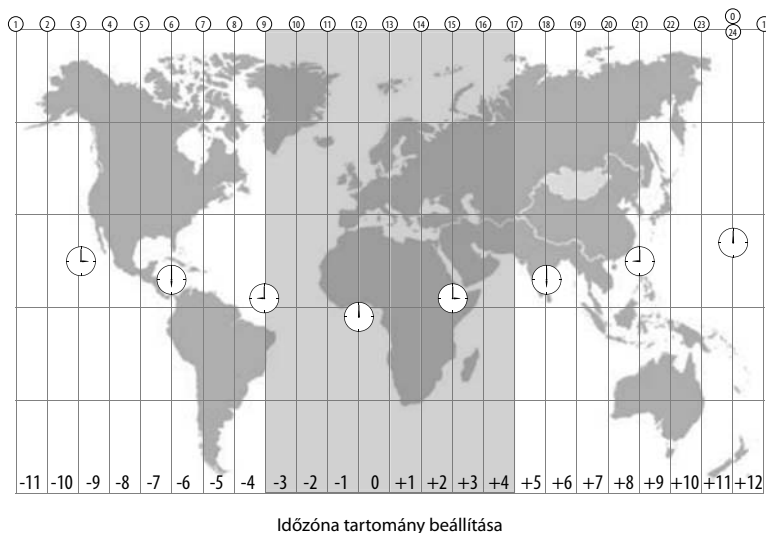 1 2 3 4 5 6 7 8 9 10 11 12 13 14 15 16 17 18 19 20 21 22 23 0 1
24
-11 -10 -9 -8 -7 -6 -5 -4 -3 -2 -1 0 +1 +2 +3 +4 +5 +6 +7 +8 +9 +10 +11 +12
Időzóna tartomány beállítása